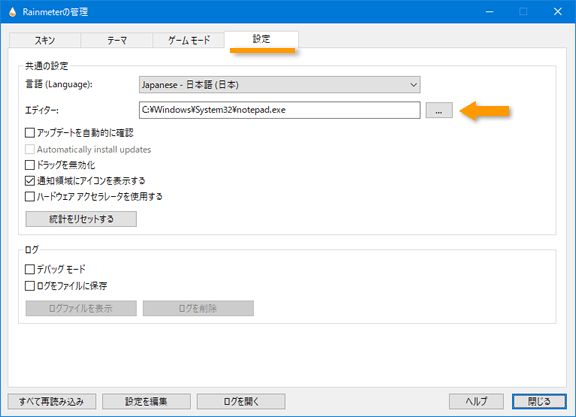 Rainmeterの管理
スキン
テーマ
ゲームモード
設定
共通の設定
言語 (Language):
Japanese - 日本語 (日本)
エディター:
C:¥Windows¥System32¥notepad.exe
...
アップデートを自動的に確認
Automatically install updates
ドラッグを無効化
通知領域にアイコンを表示する
ハードウェア アクセラレータを使用する
統計をリセットする
ログ
デバッグ モード
ログをファイルに保存
ログファイルを表示
ログを削除
すべて再読み込み
設定を編集
ログを開く
ヘルプ
閉じる